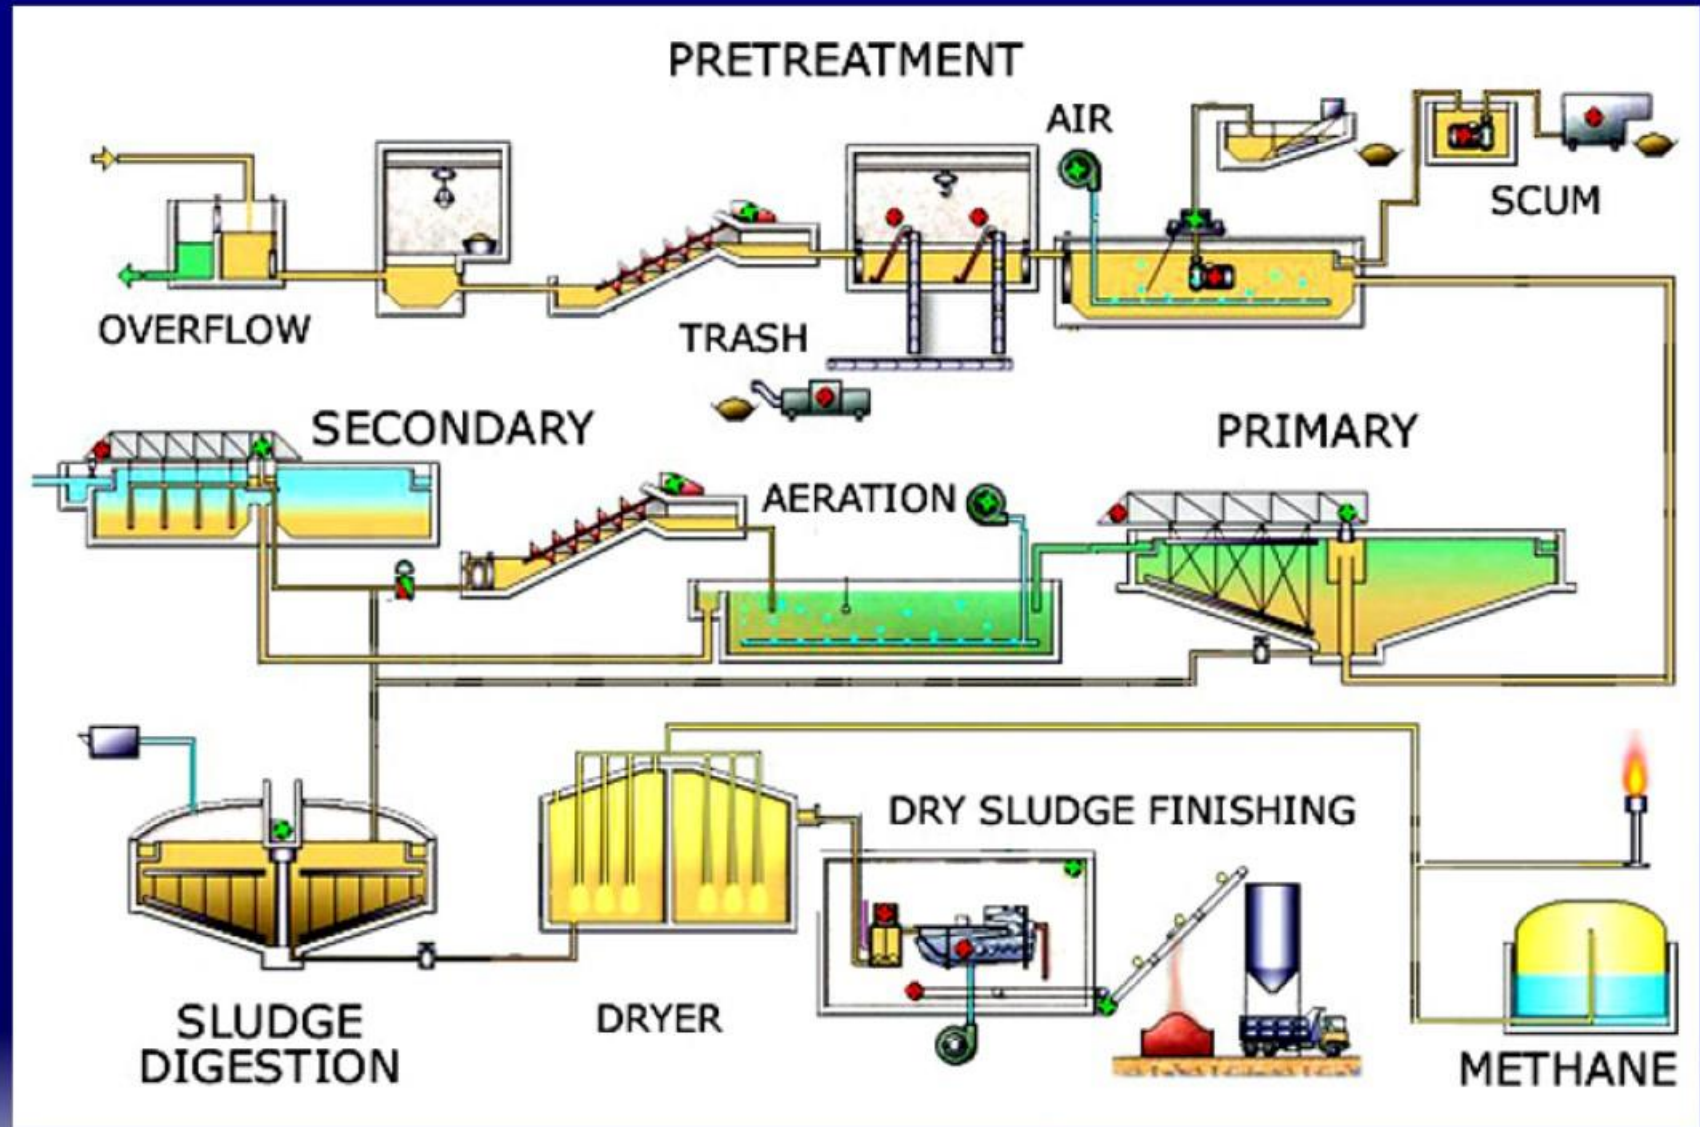 PRETREATMENT
AIR
SCUM
OVERFLOW
TRASH
SECONDARY
PRIMARY
AERATION
DRY SLUDGE FINISHING
SLUDGE
DIGESTION
DRYER
METHANE